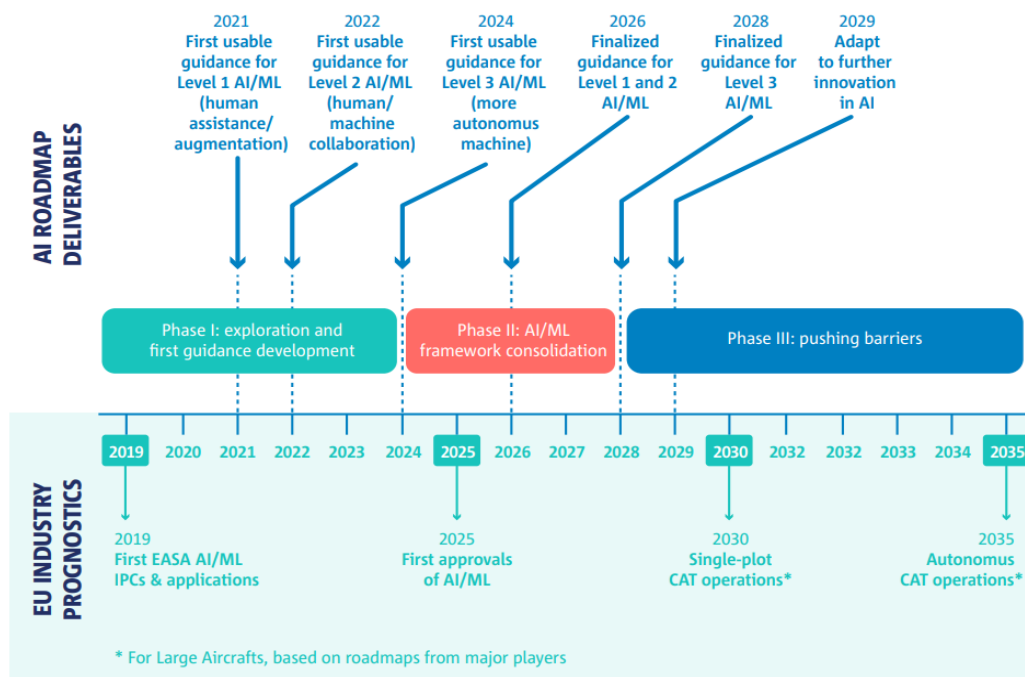 AI ROADMAP
DELIVERABLES
2021
First usable
guidance for
Level 1 AI/ML
(human
assistance/
augmentation)
2022
First usable
guidance for
Level 2 AI/ML
(human/
machine
collaboration)
2024
First usable
guidance for
Level 3 AI/ML
(more
autonomus
machine)
2026
Finalized
guidance for
Level 1 and 2
AI/ML
2028
Finalized
guidance for
Level 3
AI/ML
2029
Adapt
to further
innovation
in AI
Phase I: exploration and
first guidance development
Phase II: AI/ML
framework consolidation
Phase III: pushing barriers
2019 2020 2021 2022 2023 2024 2025 2026 2027 2028 2029 2030 2032 2032 2033 2034 2035
EU INDUSTRY
PROGNOSTICS
2019
First EASA AI/ML
IPCs & applications
2025
First approvals
of AI/ML
2030
Single-plot
CAT operations*
2035
Autonomus
CAT operations*
* For Large Aircrafts, based on roadmaps from major players